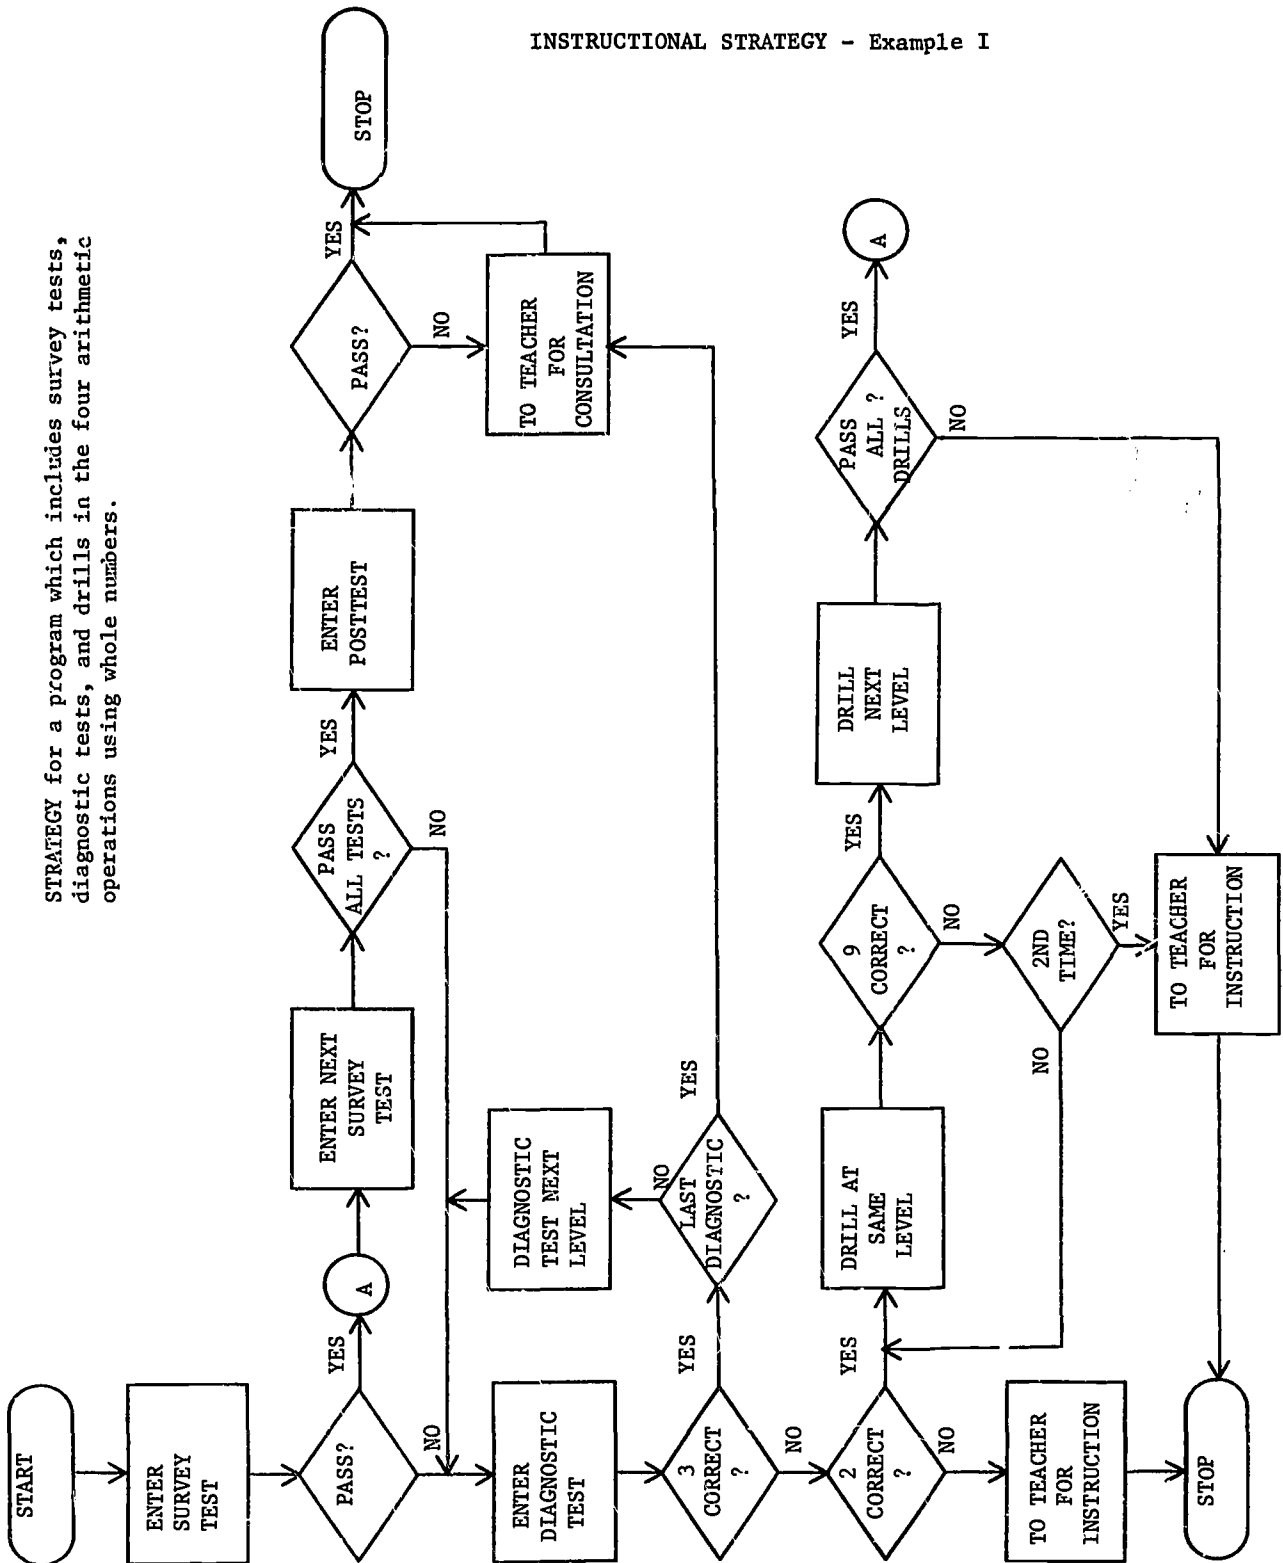 INSTRUCTIONAL STRATEGY - Example I
STRATEGY for a program which includes survey tests,
diagnostic tests, and drills in the four arithmetic
operations using whole numbers.
START
ENTER
SURVEY
TEST
PASS?
YES
NO
A
ENTER NEXT
SURVEY
TEST
PASS
ALL TESTS
?
YES
NO
ENTER
POSTTEST
PASS?
YES
NO
STOP
TO TEACHER
FOR
CONSULTATION
ENTER
DIAGNOSTIC
TEST
3
CORRECT
?
YES
NO
LAST
DIAGNOSTIC
?
YES
NO
DIAGNOSTIC
TEST NEXT
LEVEL
2
CORRECT
?
YES
NO
DRILL AT
SAME
LEVEL
9
CORRECT
?
YES
NO
DRILL
NEXT
LEVEL
PASS
ALL ?
DRILLS
YES
NO
A
2ND
TIME?
YES
NO
TO TEACHER
FOR
INSTRUCTION
TO TEACHER
FOR
INSTRUCTION
STOP